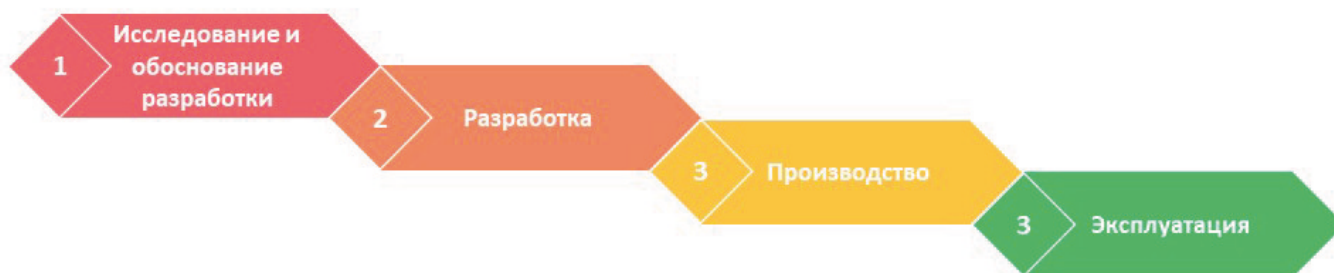 1
Исследование и
обоснование
разработки
2
Разработка
3
Производство
3
Эксплуатация